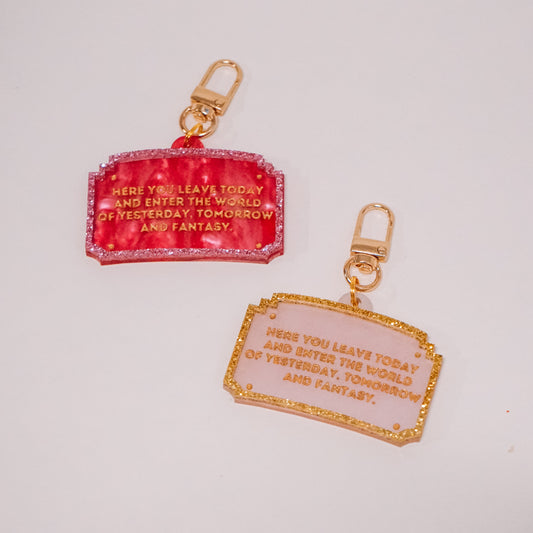 HERE YOU LEAVE TODAY
AND ENTER THE WORLD
OF YESTERDAY, TOMORROW
AND FANTASY.
HERE YOU LEAVE TODAY
AND ENTER THE WORLD
OF YESTERDAY, TOMORROW
AND FANTASY.